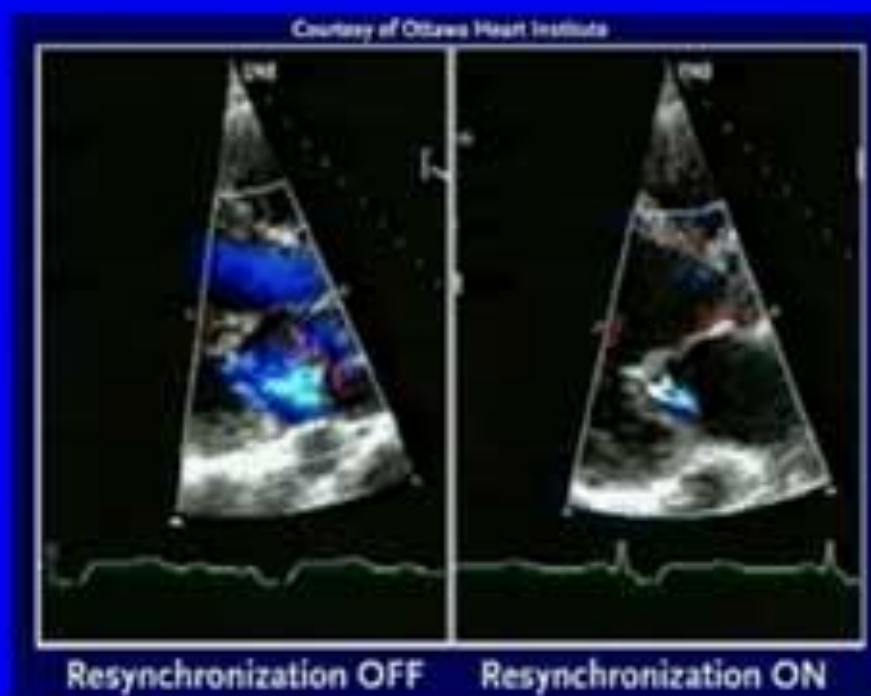 Courtesy of Ottawa Heart Institute
Resynchronization OFF
Resynchronization ON